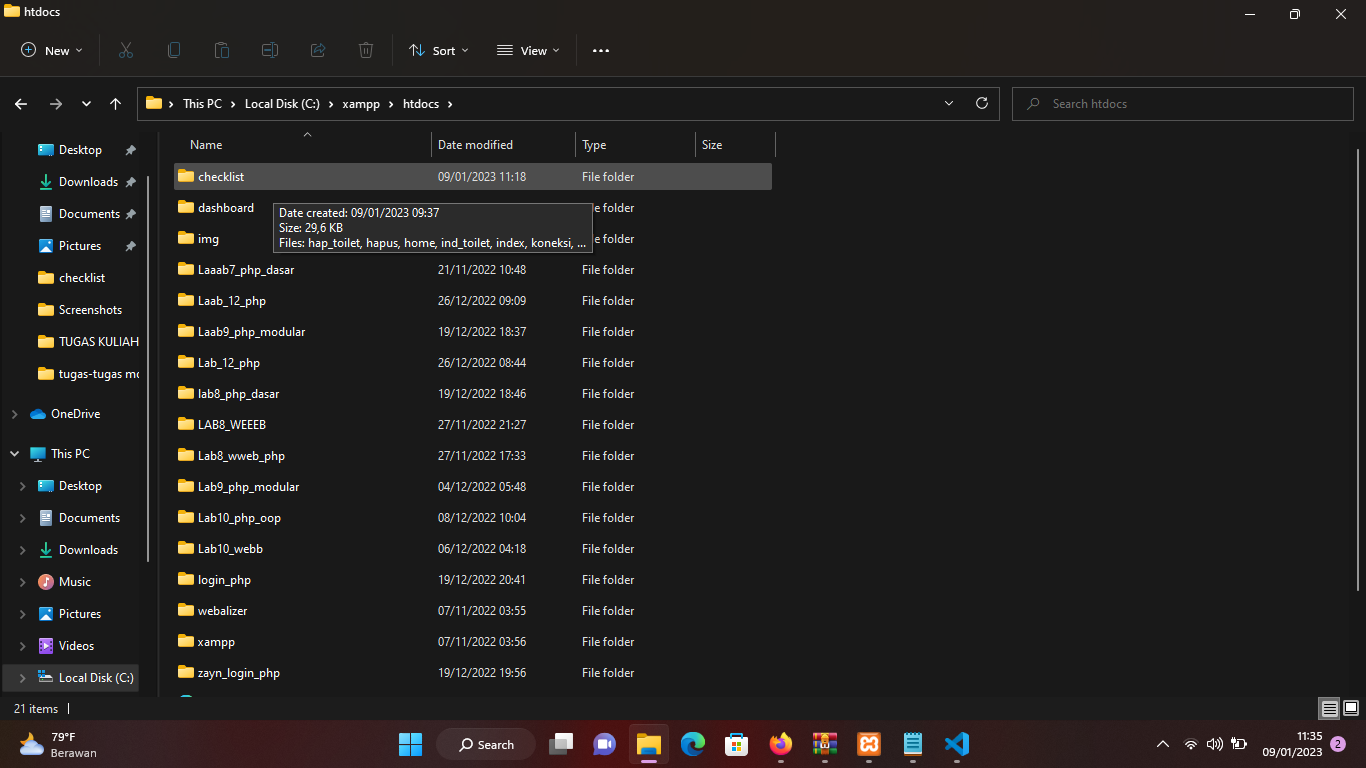 htdocs
New Sort View
This PC Local Disk (C:) xampp htdocs Search htdocs
Desktop
Downloads
Documents
Pictures
checklist
Screenshots
TUGAS KULIAH
tugas-tugas mo
OneDrive
This PC
Desktop
Documents
Downloads
Music
Pictures
Videos
Local Disk (C:)
Name Date modified Type Size
checklist 09/01/2023 11:18 File folder
dashboard e folder
img e folder
Date created: 09/01/2023 09:37
Size: 29,6 KB
Files: hap_toilet, hapus, home, ind_toilet, index, koneksi, ...
Laaab7_php_dasar 21/11/2022 10:48 File folder
Laab_12_php 26/12/2022 09:09 File folder
Laab9_php_modular 19/12/2022 18:37 File folder
Lab_12_php 26/12/2022 08:44 File folder
lab8_php_dasar 19/12/2022 18:46 File folder
LAB8_WEEEB 27/11/2022 21:27 File folder
Lab8_wweb_php 27/11/2022 17:33 File folder
Lab9_php_modular 04/12/2022 05:48 File folder
Lab10_php_oop 08/12/2022 10:04 File folder
Lab10_webb 06/12/2022 04:18 File folder
login_php 19/12/2022 20:41 File folder
webalizer 07/11/2022 03:55 File folder
xampp 07/11/2022 03:56 File folder
zayn_login_php 19/12/2022 19:56 File folder
21 items
79°F
Berawan
Search
11:35
09/01/2023
2